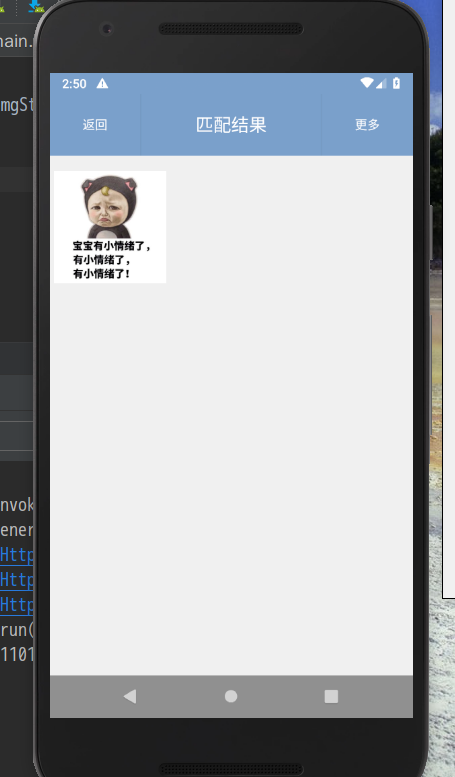 ain.
mgSt
2:50
返回
匹配结果
更多
宝宝有小情绪了，
有小情绪了，
有小情绪了！
nvok
ener
Http
Http
Http
run(
1101